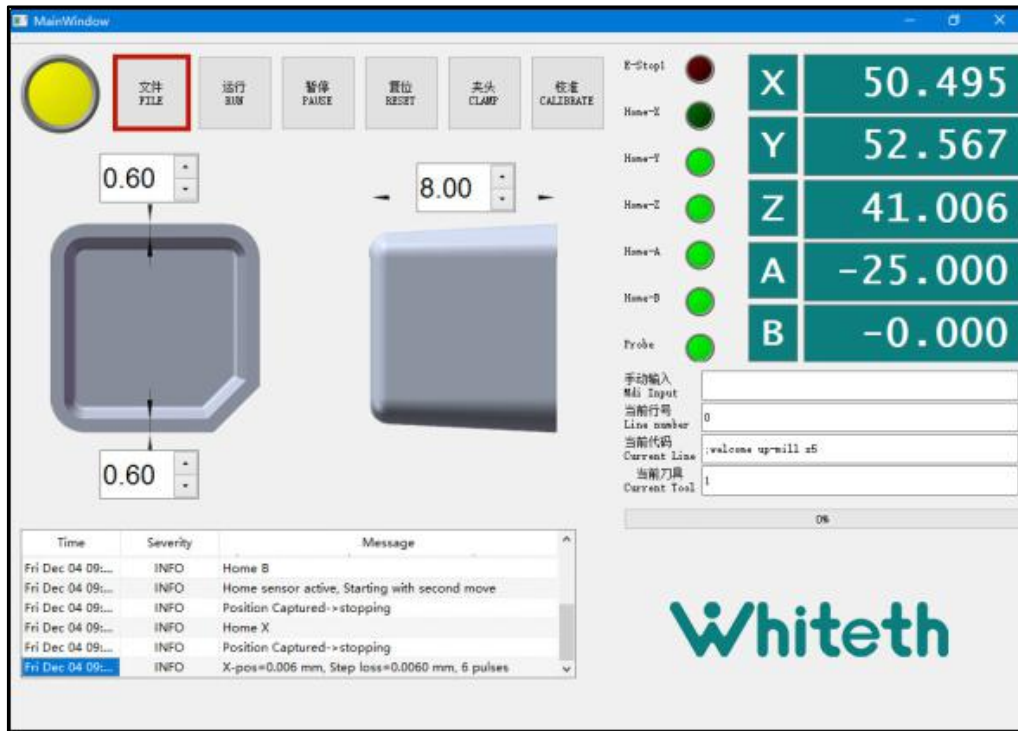 MainWindow
文件
FILE
运行
RUN
暂停
PAUSE
复位
RESET
夹头
CLAMP
校准
CALIBRATE
0.60
8.00
0.60
E-Stop1
Home-X
Home-Y
Home-Z
Home-A
Home-B
Probe
X 50.495
Y 52.567
Z 41.006
A -25.000
B -0.000
手动输入
Mdi Input
当前行号
Line number
0
当前代码
Current Line
;welcome up-mill z5
当前刀具
Current Tool
1
0%
Time Severity Message
Fri Dec 04 09:... INFO Home B
Fri Dec 04 09:... INFO Home sensor active, Starting with second move
Fri Dec 04 09:... INFO Position Captured->stopping
Fri Dec 04 09:... INFO Home X
Fri Dec 04 09:... INFO Position Captured->stopping
Fri Dec 04 09:... INFO X-pos=0.006 mm, Step loss=0.0060 mm, 6 pulses
Whiteth